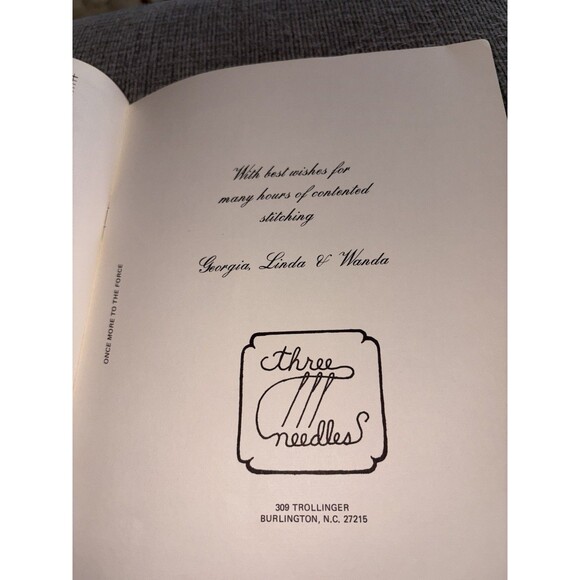 With best wishes for
many hours of contented
stitching
Georgia, Linda & Wanda
ONCE MORE TO THE FORCE
three
needles
309 TROLLINGER
BURLINGTON, N.C. 27215